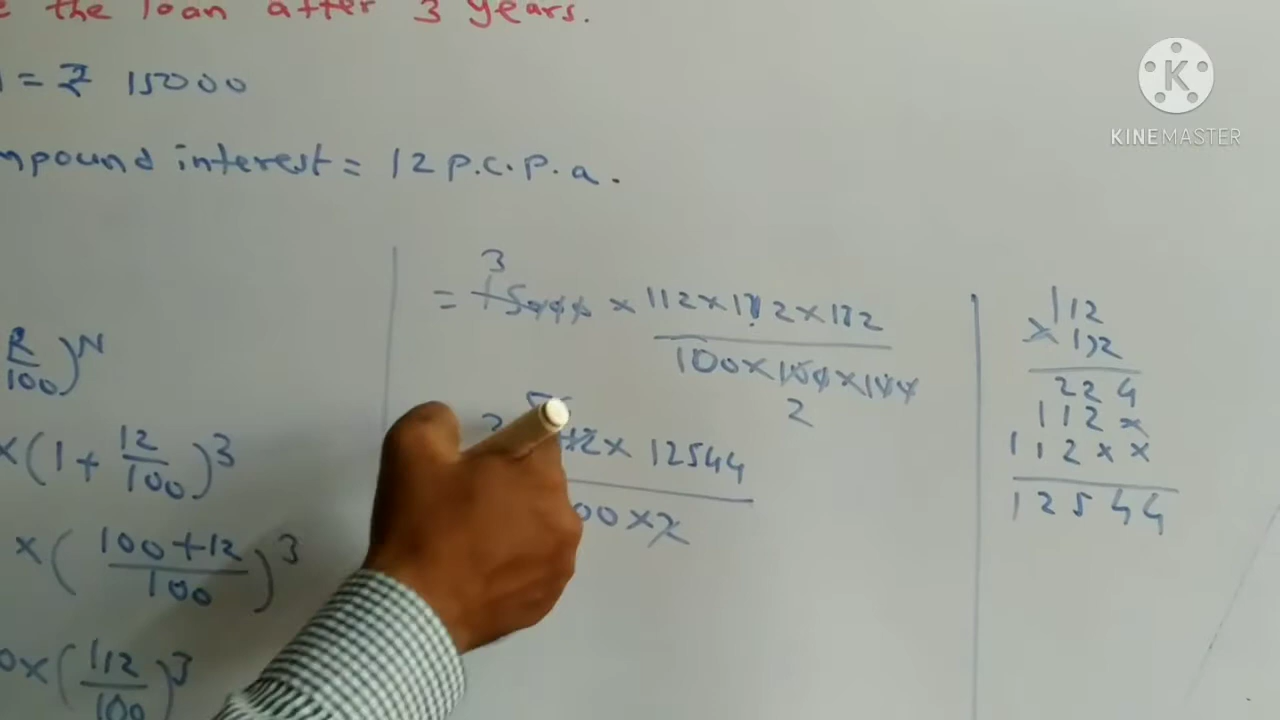 the loan after 3 years.
= ₹ 15000
mpound interest = 12 p.c.p.a.
R/100)^N
×(1 + 12/100)^3
×(100+12/100)^3
0×(112/100)^3
3
= 15000 × 112×112×112
100×100×100
2
× 12544
00×2
112
× 112
224
112×
112××
12544
KINEMASTER